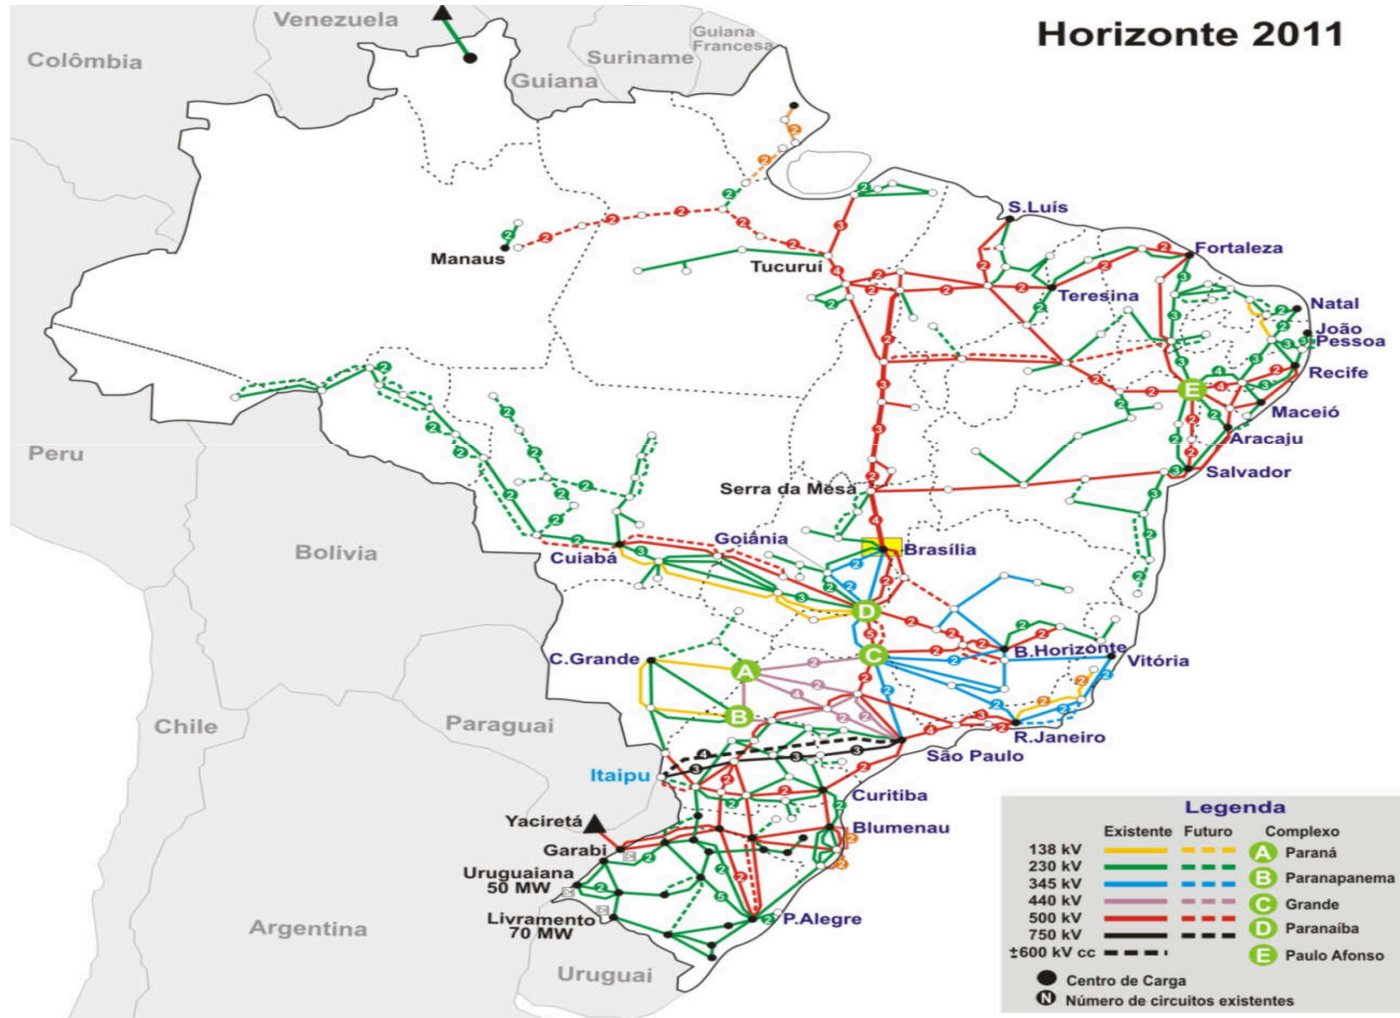 Horizonte 2011
Venezuela
Colômbia
Guiana
Suriname
Guiana
Francesa
Manaus
Tucuruí
S.Luís
Fortaleza
Teresina
Natal
João
Pessoa
Recife
Maceió
Aracaju
Salvador
Peru
Serra da Mesa
Bolivia
Cuiabá
Goiânia
Brasília
C.Grande
B.Horizonte
Vitória
Chile
Paraguai
R.Janeiro
São Paulo
Itaipu
Curitiba
Yaciretá
Blumenau
Garabi
Uruguaiana
50 MW
Livramento
70 MW
P.Alegre
Argentina
Uruguai
A
B
C
D
E
Legenda
Existente Futuro Complexo
138 kV A Paraná
230 kV B Paranapanema
345 kV C Grande
440 kV D Paranaíba
500 kV E Paulo Afonso
750 kV
±600 kV cc
Centro de Carga
N Número de circuitos existentes